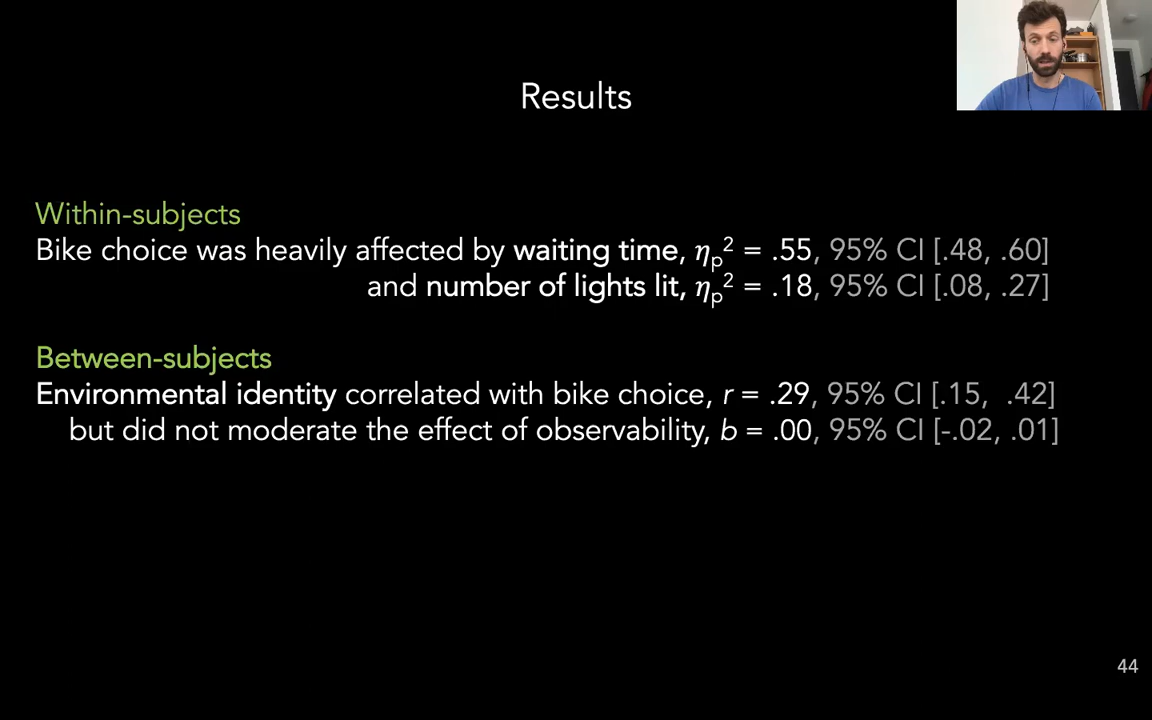 Results
Within-subjects
Bike choice was heavily affected by waiting time, ηp² = .55, 95% CI [.48, .60]
and number of lights lit, ηp² = .18, 95% CI [.08, .27]
Between-subjects
Environmental identity correlated with bike choice, r = .29, 95% CI [.15, .42]
but did not moderate the effect of observability, b = .00, 95% CI [-.02, .01]
44